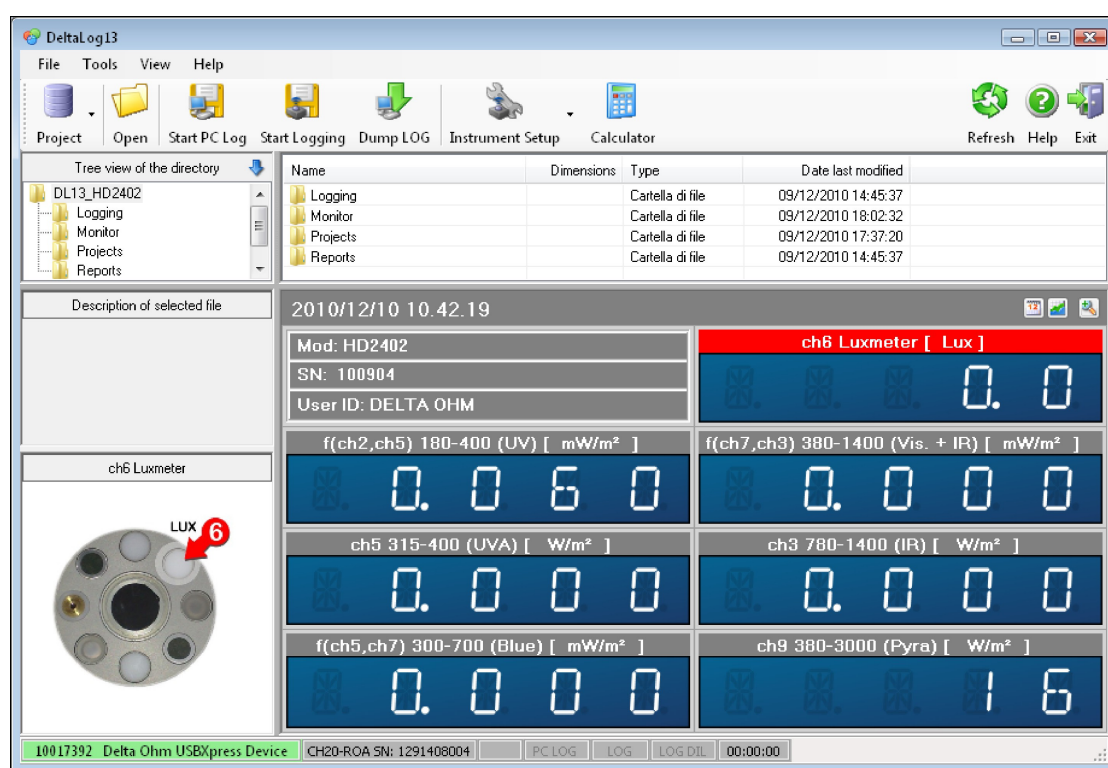 DeltaLog13
File Tools View Help
Project Open Start PC Log Start Logging Dump LOG Instrument Setup Calculator Refresh Help Exit
Tree view of the directory
DL13_HD2402
Logging
Monitor
Projects
Reports
Name Dimensions Type Date last modified
Logging Cartella di file 09/12/2010 14:45:37
Monitor Cartella di file 09/12/2010 18:02:32
Projects Cartella di file 09/12/2010 17:37:20
Reports Cartella di file 09/12/2010 14:45:37
Description of selected file
ch6 Luxmeter
LUX 6
2010/12/10 10.42.19
12
Mod: HD2402
SN: 100904
User ID: DELTA OHM
ch6 Luxmeter [ Lux ]
0.0
f(ch2,ch5) 180-400 (UV) [ mW/m² ]
0.060
f(ch7,ch3) 380-1400 (Vis. + IR) [ mW/m² ]
0.000
ch5 315-400 (UVA) [ W/m² ]
0.000
ch3 780-1400 (IR) [ W/m² ]
0.000
f(ch5,ch7) 300-700 (Blue) [ mW/m² ]
0.000
ch9 380-3000 (Pyra) [ W/m² ]
16
10017392 Delta Ohm USBXpress Device CH20-ROA SN: 1291408004 PC LOG LOG LOG DIL 00:00:00